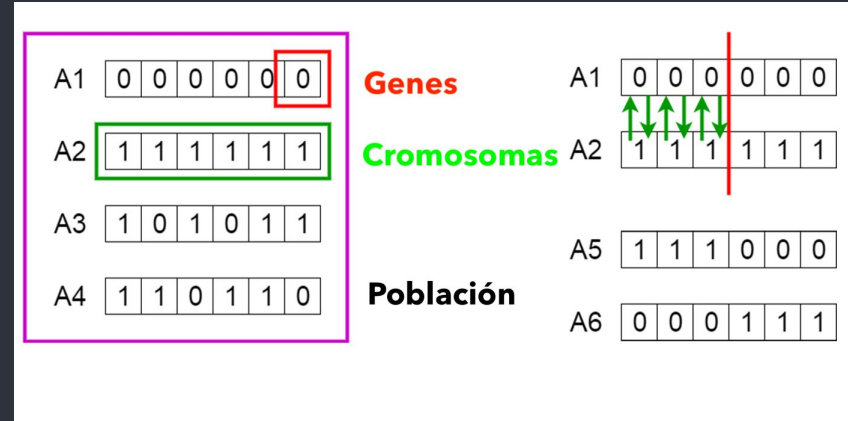 A1 0 0 0 0 0 0
Genes
A2 1 1 1 1 1 1
Cromosomas
A3 1 0 1 0 1 1
A4 1 1 0 1 1 0
Población
A1 0 0 0 0 0 0
A2 1 1 1 1 1 1
A5 1 1 1 0 0 0
A6 0 0 0 1 1 1